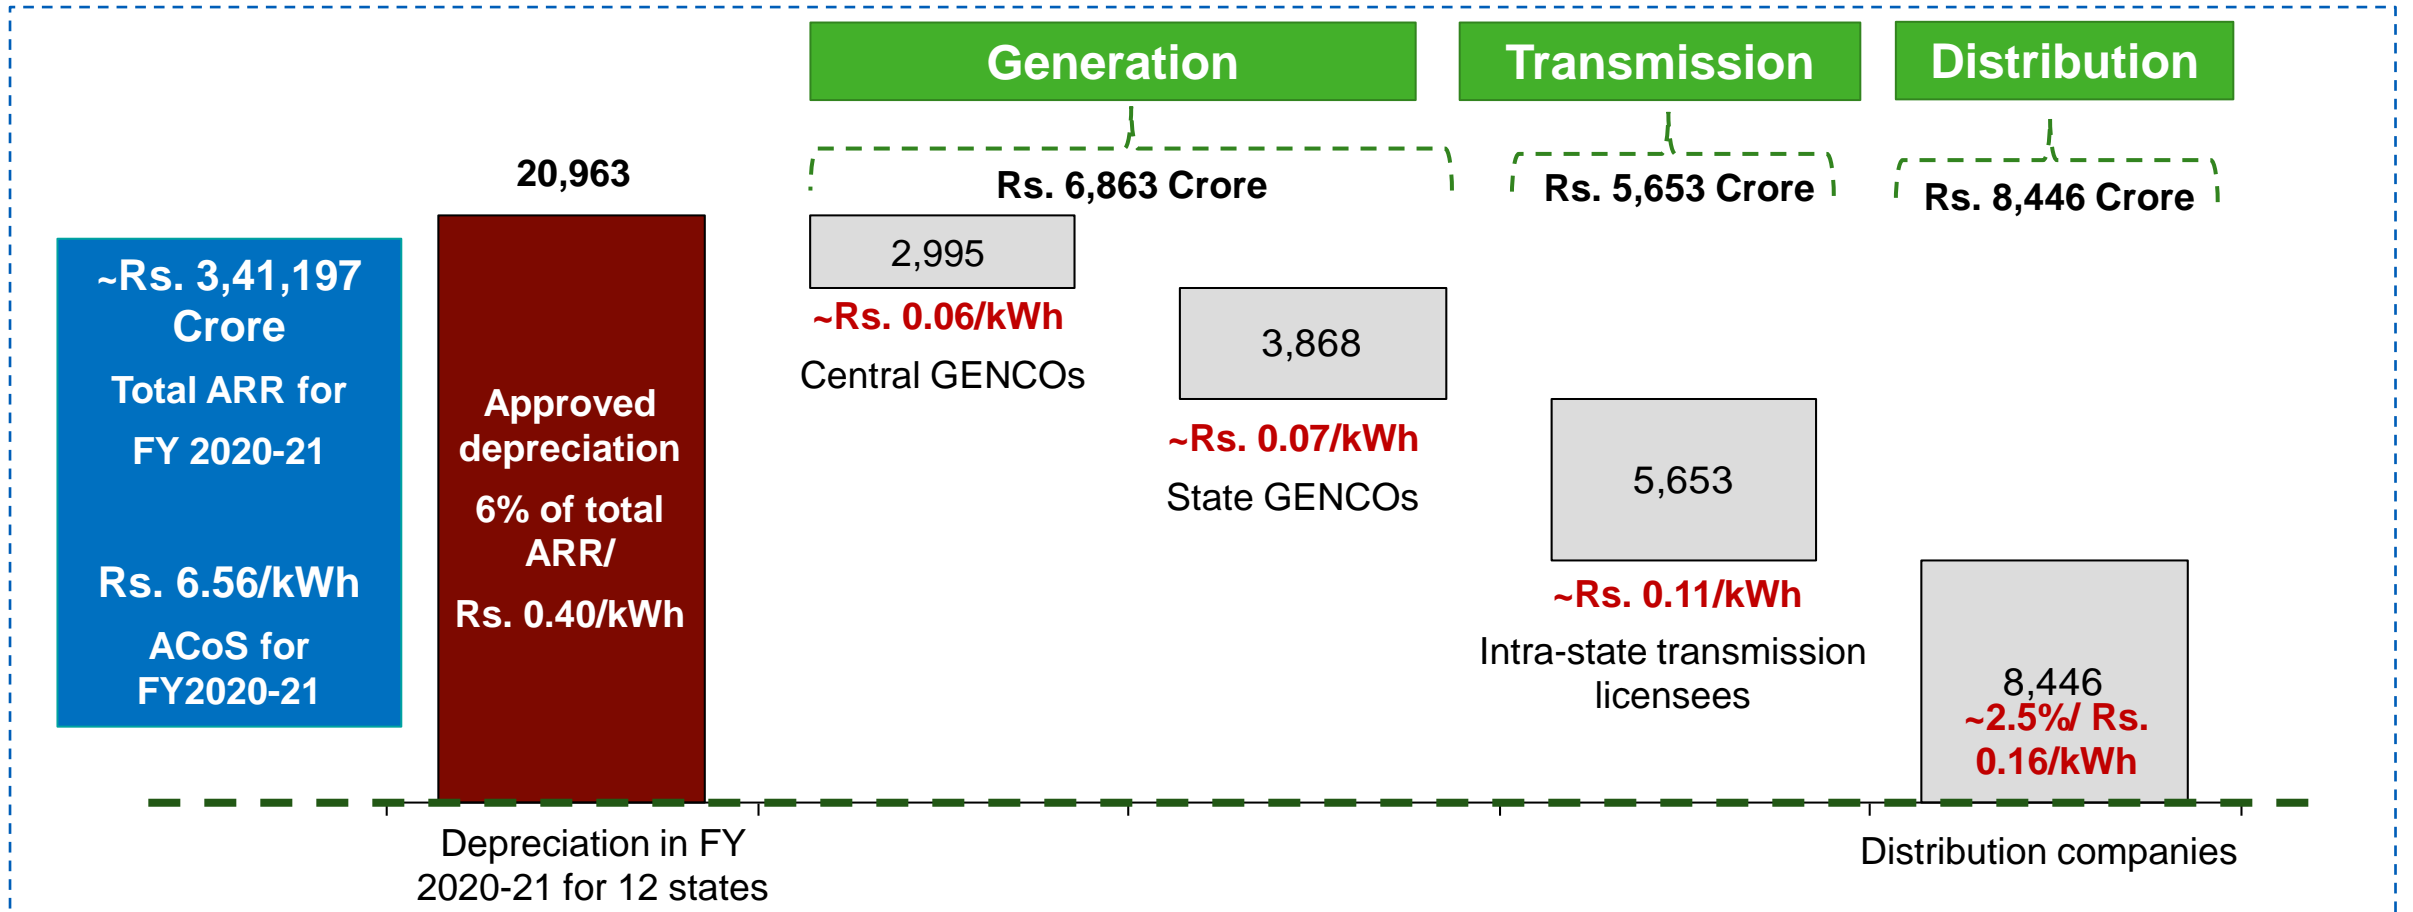 Generation
Transmission
Distribution
Rs. 6,863 Crore
Rs. 5,653 Crore
Rs. 8,446 Crore
~Rs. 3,41,197
Crore
Total ARR for
FY 2020-21
Rs. 6.56/kWh
ACoS for
FY2020-21
20,963
Approved
depreciation
6% of total
ARR/
Rs. 0.40/kWh
Depreciation in FY
2020-21 for 12 states
2,995
~Rs. 0.06/kWh
Central GENCOs
3,868
~Rs. 0.07/kWh
State GENCOs
5,653
~Rs. 0.11/kWh
Intra-state transmission
licensees
8,446
~2.5%/ Rs.
0.16/kWh
Distribution companies